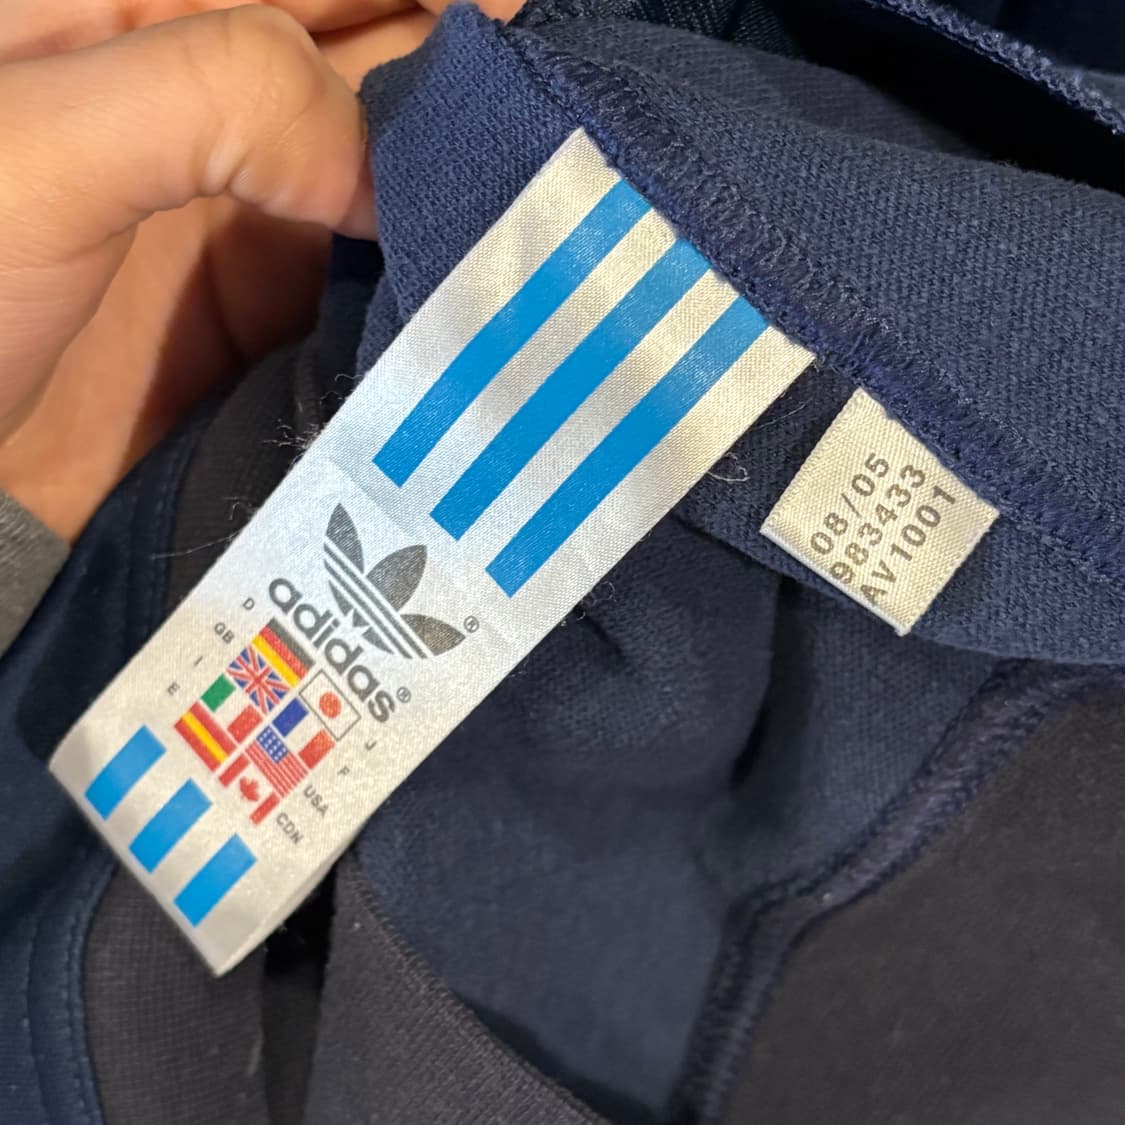 adidas®
®
D
GB
I
E
J
F
USA
CDN
08/05
983433
AV1001